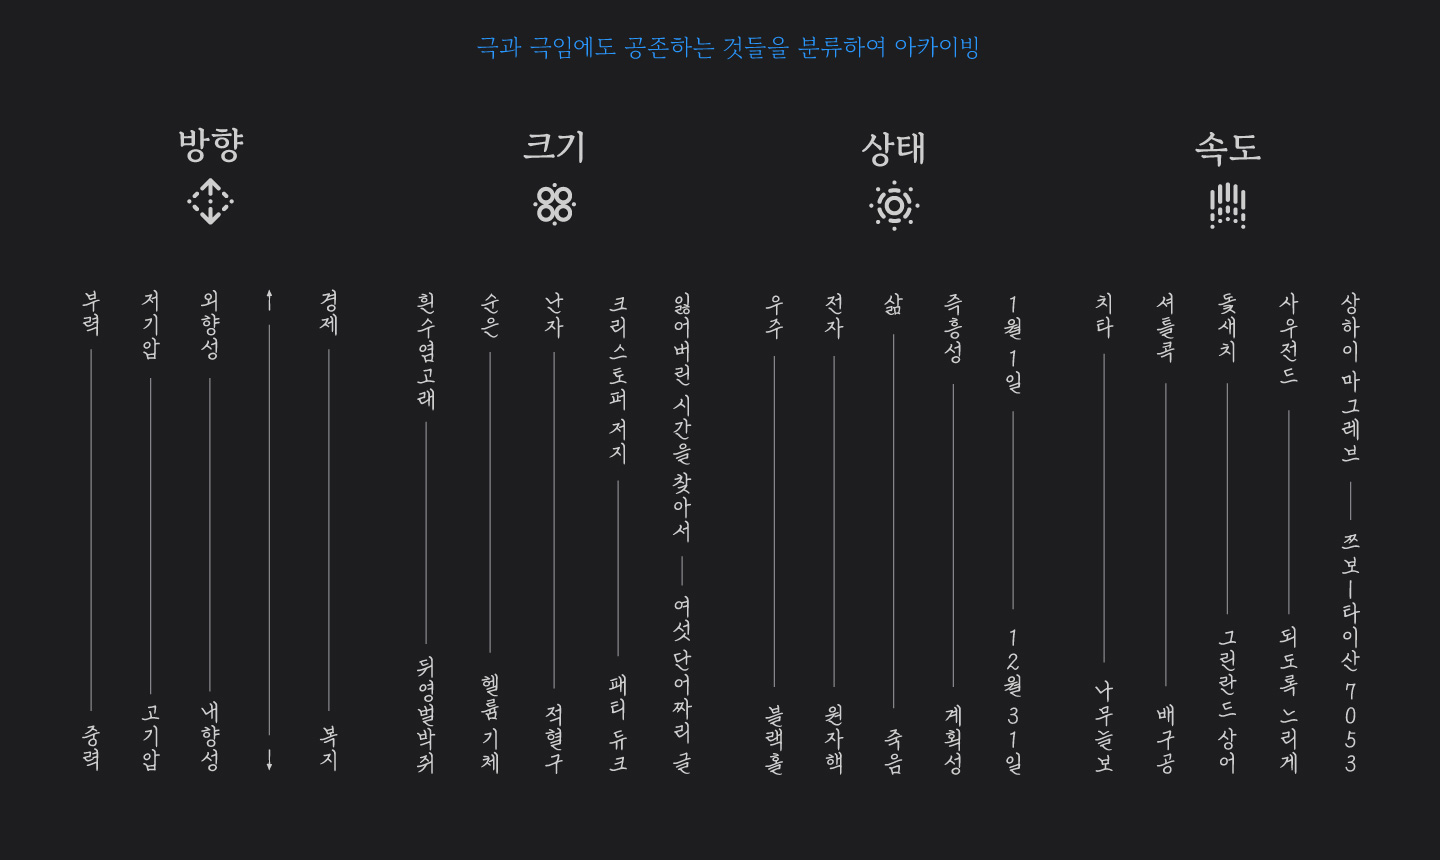 극과 극임에도 공존하는 것들을 분류하여 아카이빙
방향
부력 중력
저기압 고기압
외향성 내향성
↑ ↓
경제 복지
크기
흰수염고래 뒤영벌박쥐
순은 헬륨 기체
난자 적혈구
크리스토퍼 저지 패티 듀크
잃어버린 시간을 찾아서 여섯 단어짜리 글
상태
우주 블랙홀
전자 원자핵
삶 죽음
즉흥성 계획성
1월 1일 12월 31일
속도
치타 나무늘보
셔틀콕 배구공
돛새치 그린란드 상어
사우전드 되도록 느리게
상하이 마그레브 쯔보—타이산 7053